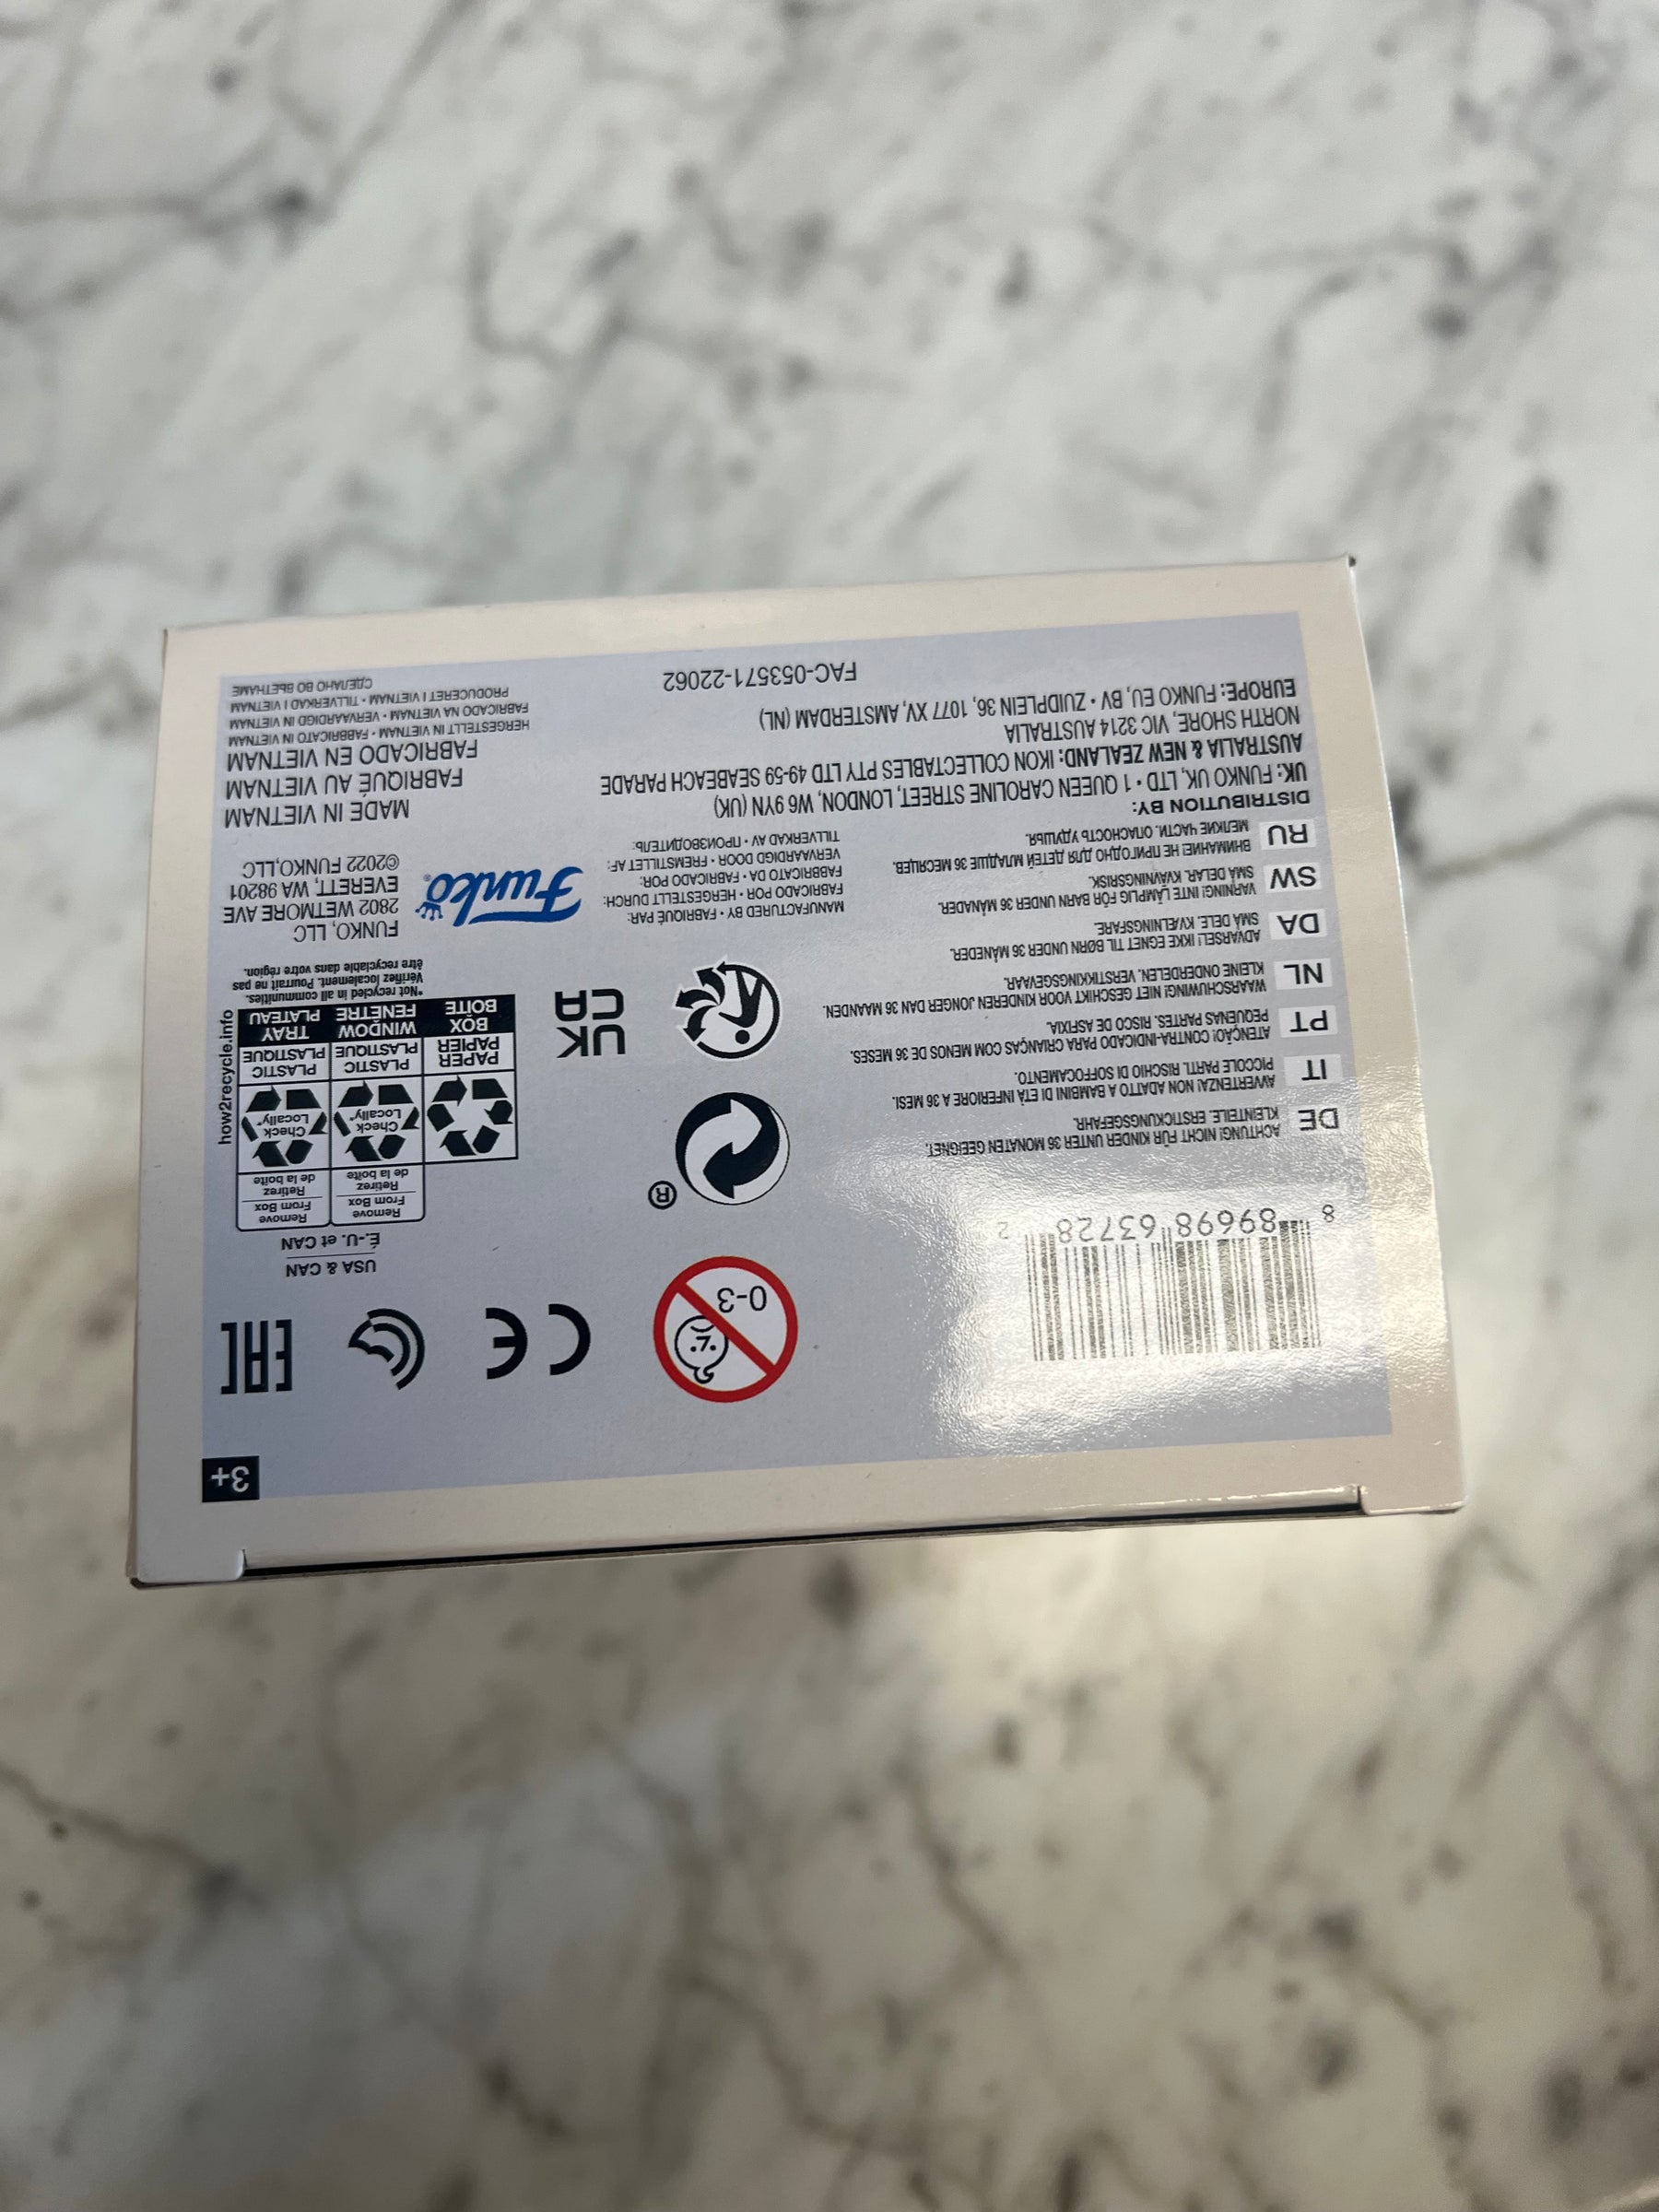 3+
8 89698 63728 2
0-3
CE
EAC
DE
ACHTUNG! NICHT FÜR KINDER UNTER 36 MONATEN GEEIGNET.
KLEINTEILE. ERSTICKUNGSGEFAHR.
IT
AVVERTENZA! NON ADATTO A BAMBINI DI ETÀ INFERIORE A 36 MESI.
PICCOLE PARTI. RISCHIO DI SOFFOCAMENTO.
PT
ATENÇÃO! CONTRA-INDICADO PARA CRIANÇAS COM MENOS DE 36 MESES.
PEQUENAS PARTES. RISCO DE ASFIXIA.
NL
WAARSCHUWING! NIET GESCHIKT VOOR KINDEREN JONGER DAN 36 MAANDEN.
KLEINE ONDERDELEN. VERSTIKKINGSGEVAAR.
DA
ADVARSEL! IKKE EGNET TIL BØRN UNDER 36 MÅNEDER.
SMÅ DELE. KVÆLNINGSFARE.
SW
VARNING! INTE LÄMPLIG FÖR BARN UNDER 36 MÅNADER.
SMÅ DELAR. KVÄVNINGSRISK.
RU
ВНИМАНИЕ! НЕ ПРИГОДНО ДЛЯ ДЕТЕЙ МЛАДШЕ 36 МЕСЯЦЕВ.
МЕЛКИЕ ЧАСТИ. ОПАСНОСТЬ УДУШЬЯ.
®
UK
CA
USA & CAN
É.-U. et CAN
Remove
From Box
Retirez
de la boîte
Remove
From Box
Retirez
de la boîte
Check
Locally*
Check
Locally*
PAPER
PAPIER
BOX
BOÎTE
PLASTIC
PLASTIQUE
WINDOW
FENÊTRE
PLASTIC
PLASTIQUE
TRAY
PLATEAU
how2recycle.info
*Not recycled in all communities.
Vérifiez localement. Pourrait ne pas
être recyclable dans votre région.
MANUFACTURED BY • FABRIQUÉ PAR:
FABRICADO POR • HERGESTELLT DURCH:
FABBRICATO DA • FABRICADO POR:
VERVAARDIGD DOOR • FREMSTILLET AF:
TILLVERKAD AV • ПРОИЗВОДИТЕЛЬ:
Funko®
FUNKO, LLC
2802 WETMORE AVE
EVERETT, WA 98201
©2022 FUNKO,LLC
DISTRIBUTION BY:
UK: FUNKO UK, LTD • 1 QUEEN CAROLINE STREET, LONDON, W6 9YN (UK)
AUSTRALIA & NEW ZEALAND: IKON COLLECTABLES PTY LTD 49-59 SEABEACH PARADE
NORTH SHORE, VIC 3214 AUSTRALIA
EUROPE: FUNKO EU, BV • ZUIDPLEIN 36, 1077 XV, AMSTERDAM (NL)
FAC-053571-22062
MADE IN VIETNAM
FABRIQUÉ AU VIETNAM
FABRICADO EN VIETNAM
HERGESTELLT IN VIETNAM • FABBRICATO IN VIETNAM
FABRICADO NA VIETNAM • VERVAARDIGD IN VIETNAM
PRODUCERET I VIETNAM • TILLVERKAD I VIETNAM
СДЕЛАНО ВО ВЬЕТНАМЕ